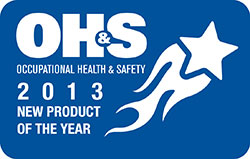 OH&S
OCCUPATIONAL HEALTH & SAFETY
2013
NEW PRODUCT
OF THE YEAR